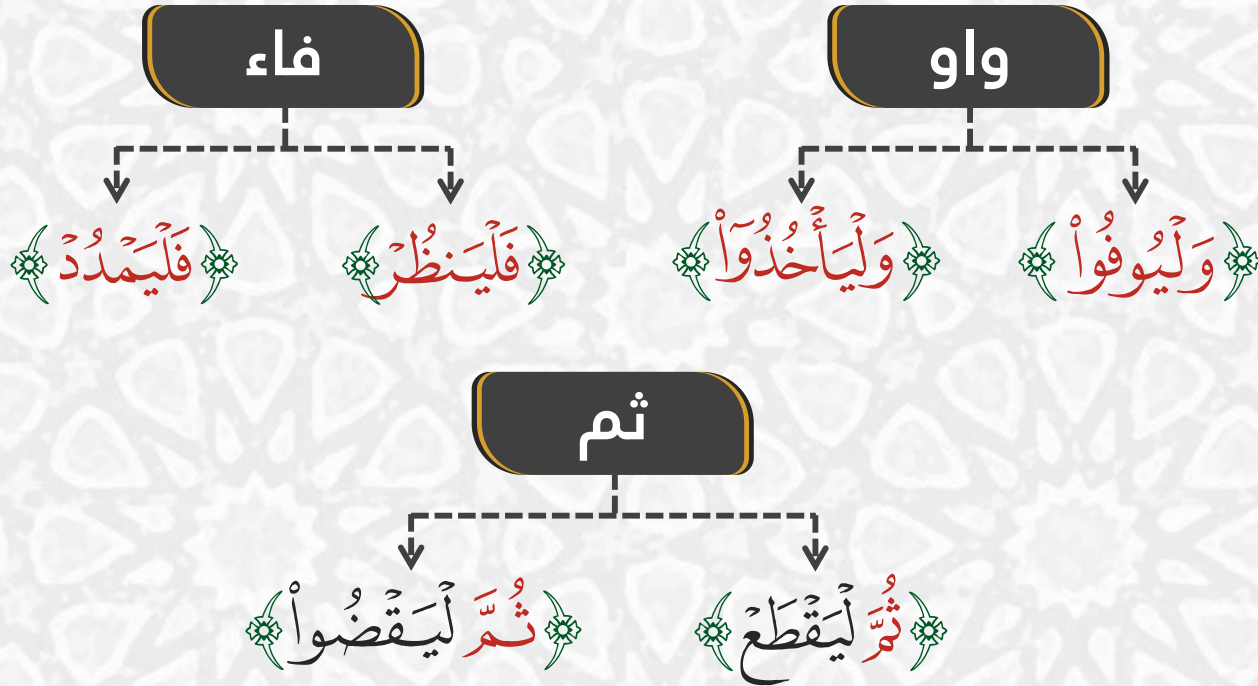 واو
فاء
﴿وَلْيُوفُوا۟﴾ ﴿وَلْيَأْخُذُوٓا۟﴾
﴿فَلْيَنظُرْ﴾ ﴿فَلْيَمْدُدْ﴾
ثم
﴿ثُمَّ لْيَقْطَعْ﴾ ﴿ثُمَّ لْيَقْضُوا۟﴾